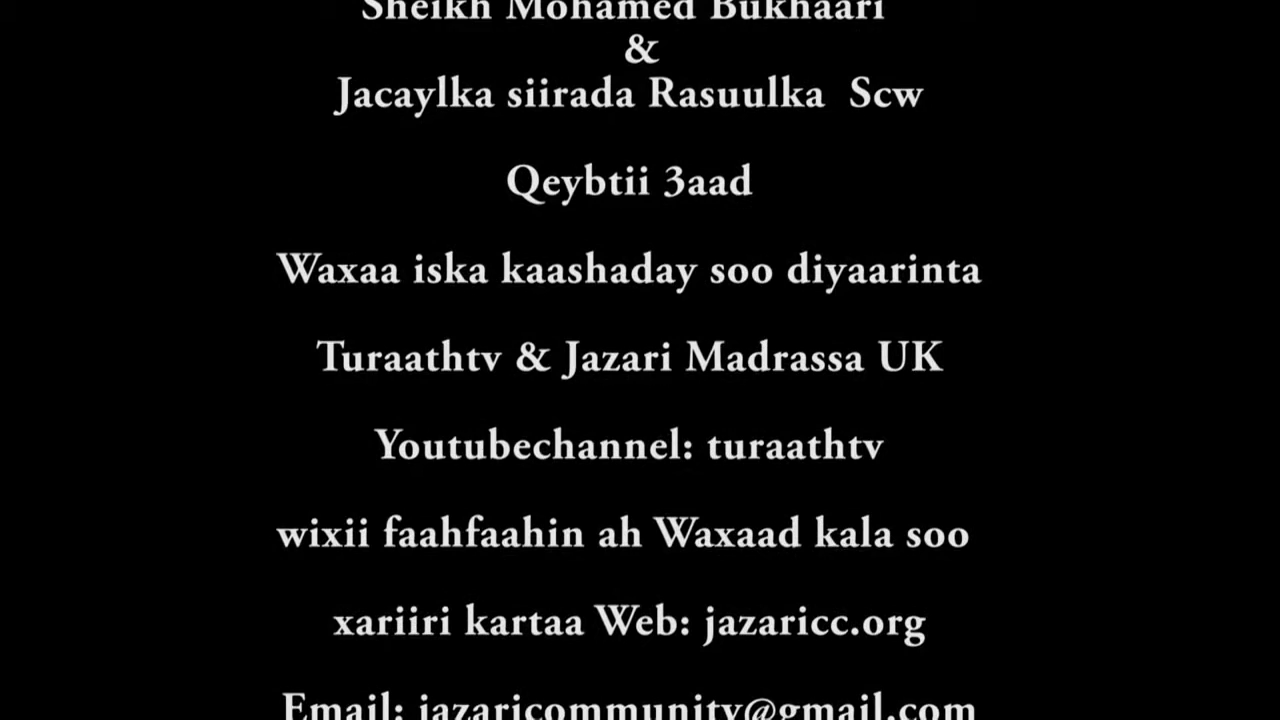 Sheikh Mohamed Bukhaari
&
Jacaylka siirada Rasuulka Scw
Qeybtii 3aad
Waxaa iska kaashaday soo diyaarinta
Turaathtv & Jazari Madrassa UK
Youtubechannel: turaathtv
wixii faahfaahin ah Waxaad kala soo
xariiri kartaa Web: jazaricc.org
Email: jazaricommunity@gmail.com